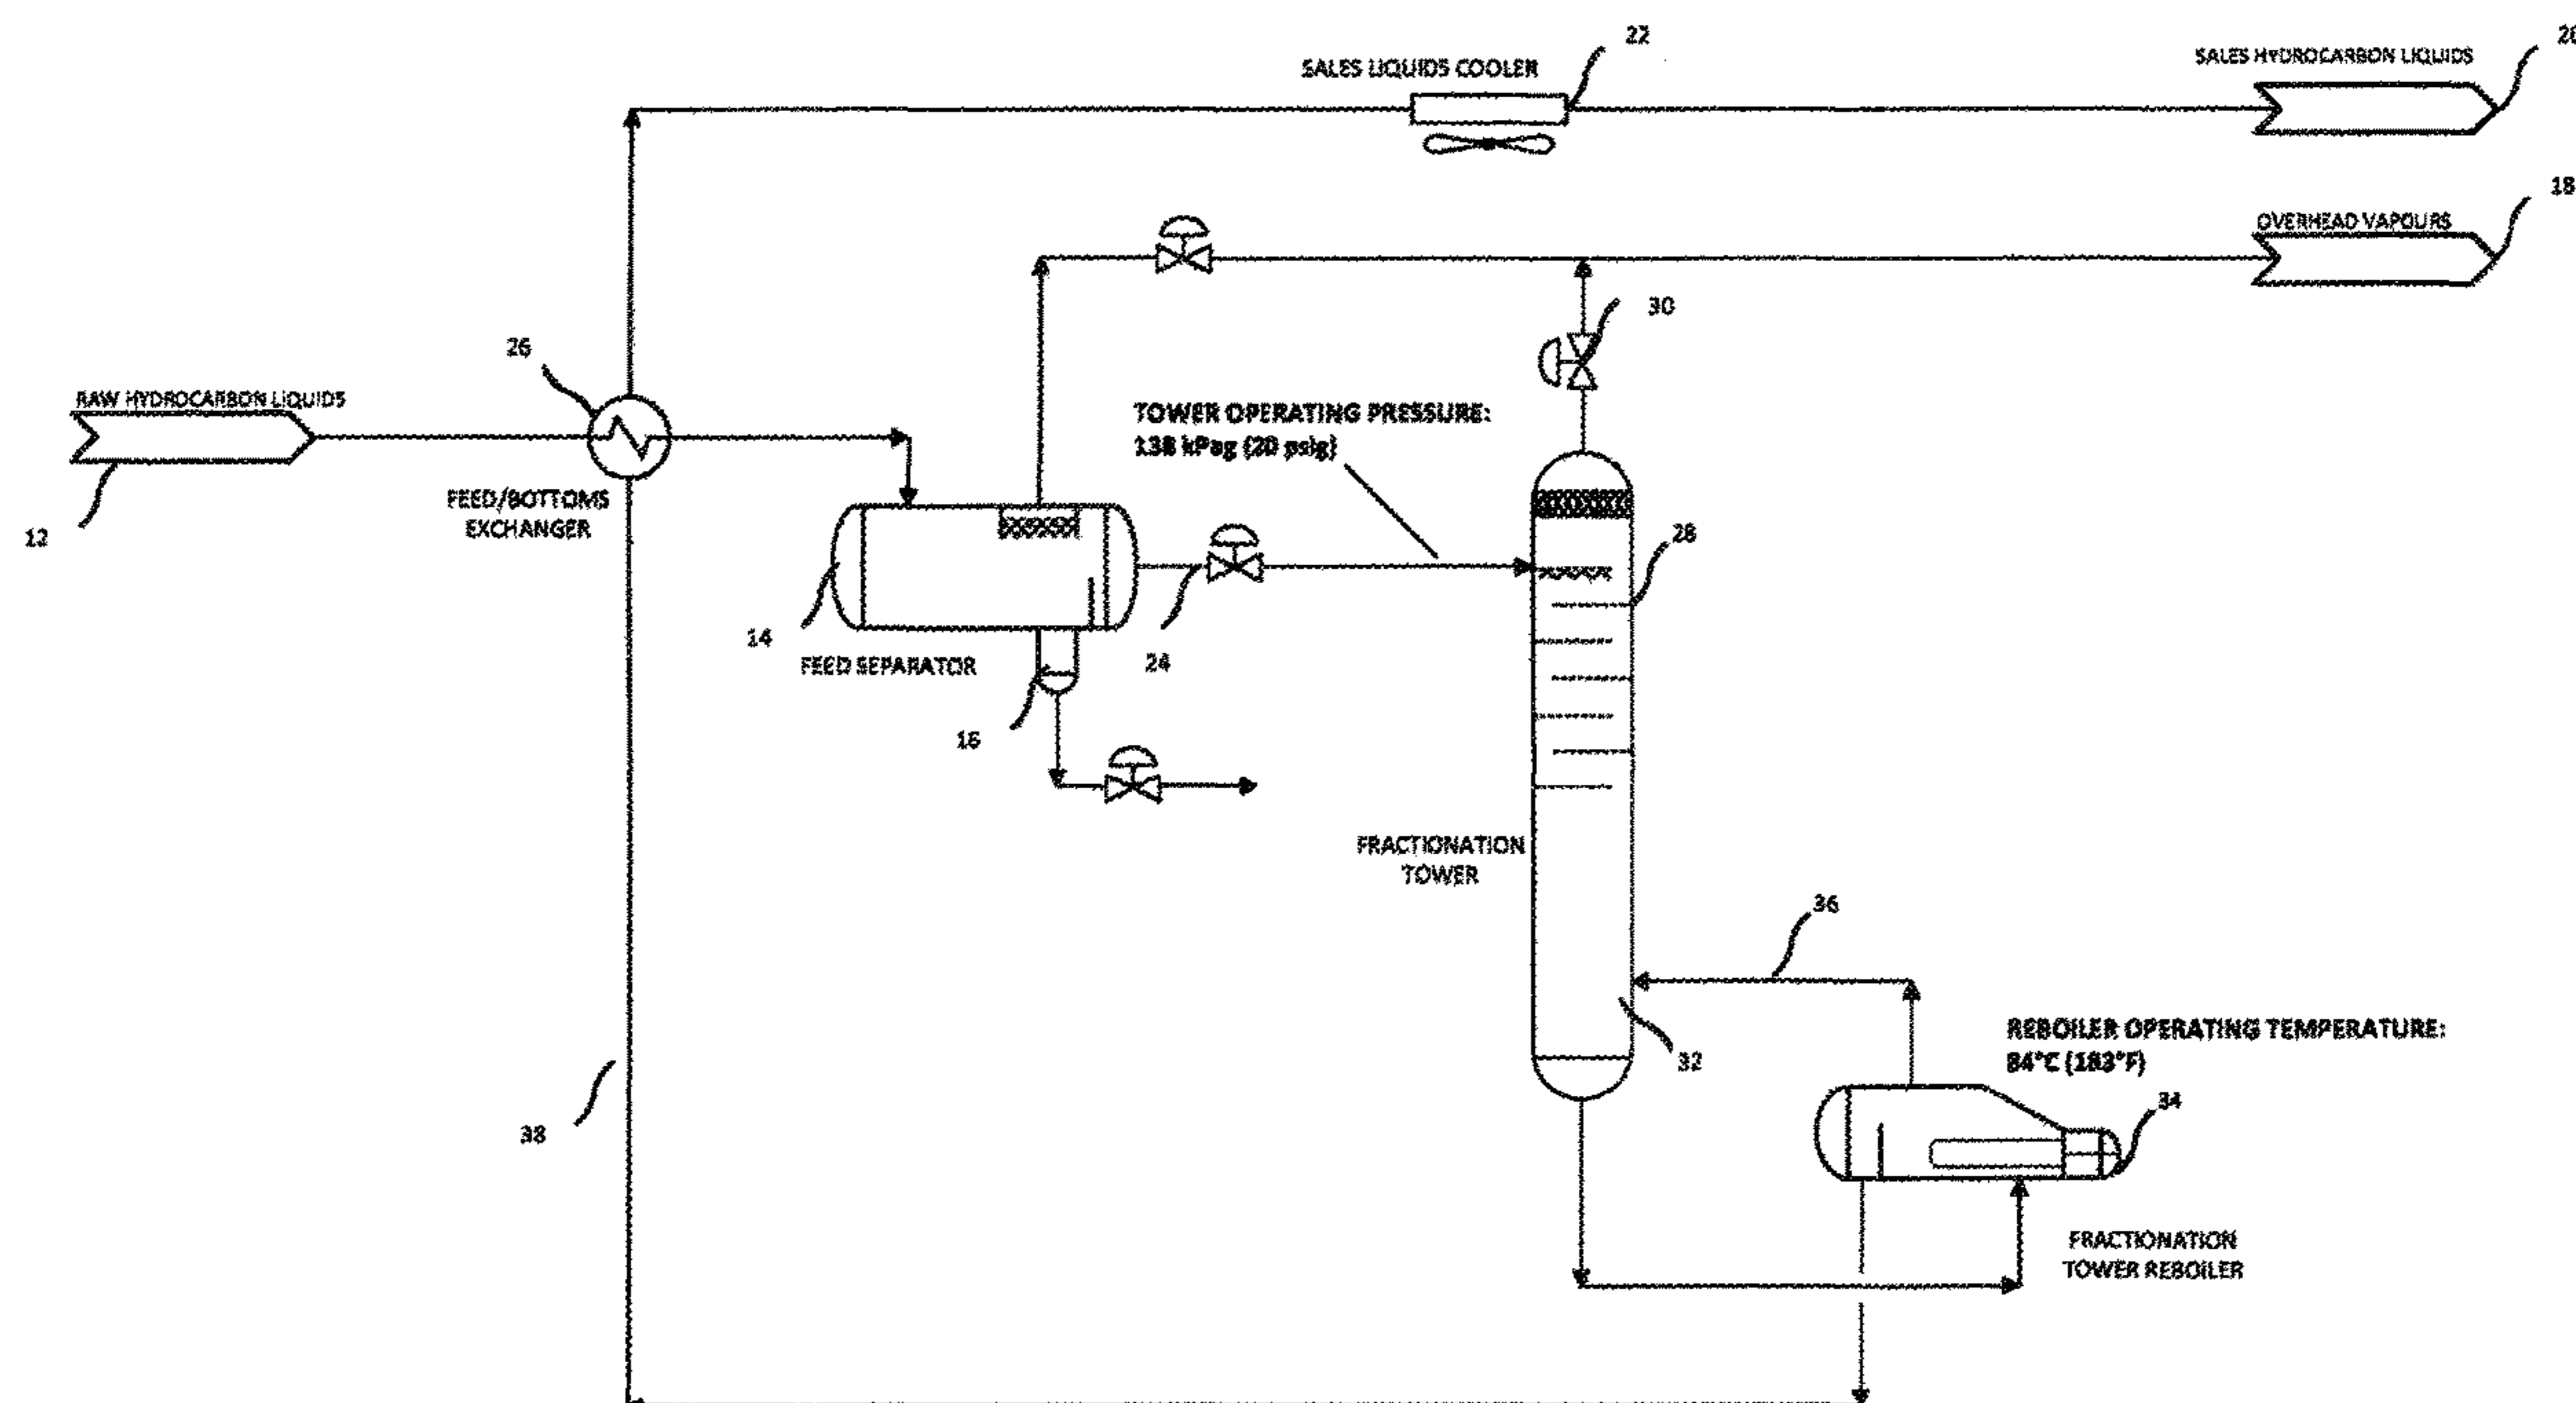 22
SALES LIQUIDS COOLER
SALES HYDROCARBON LIQUIDS
20
18
OVERHEAD VAPOURS
30
26
RAW HYDROCARBON LIQUIDS
TOWER OPERATING PRESSURE:
138 kPag (20 psig)
FEED/BOTTOMS
EXCHANGER
12
28
14
FEED SEPARATOR
24
16
FRACTIONATION
TOWER
36
REBOILER OPERATING TEMPERATURE:
84°C (183°F)
32
34
38
FRACTIONATION
TOWER REBOILER